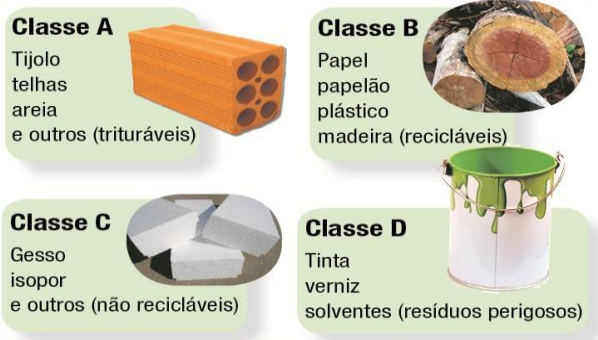 Classe A
Tijolo
telhas
areia
e outros (trituráveis)
Classe B
Papel
papelão
plástico
madeira (recicláveis)
Classe C
Gesso
isopor
e outros (não recicláveis)
Classe D
Tinta
verniz
solventes (resíduos perigosos)